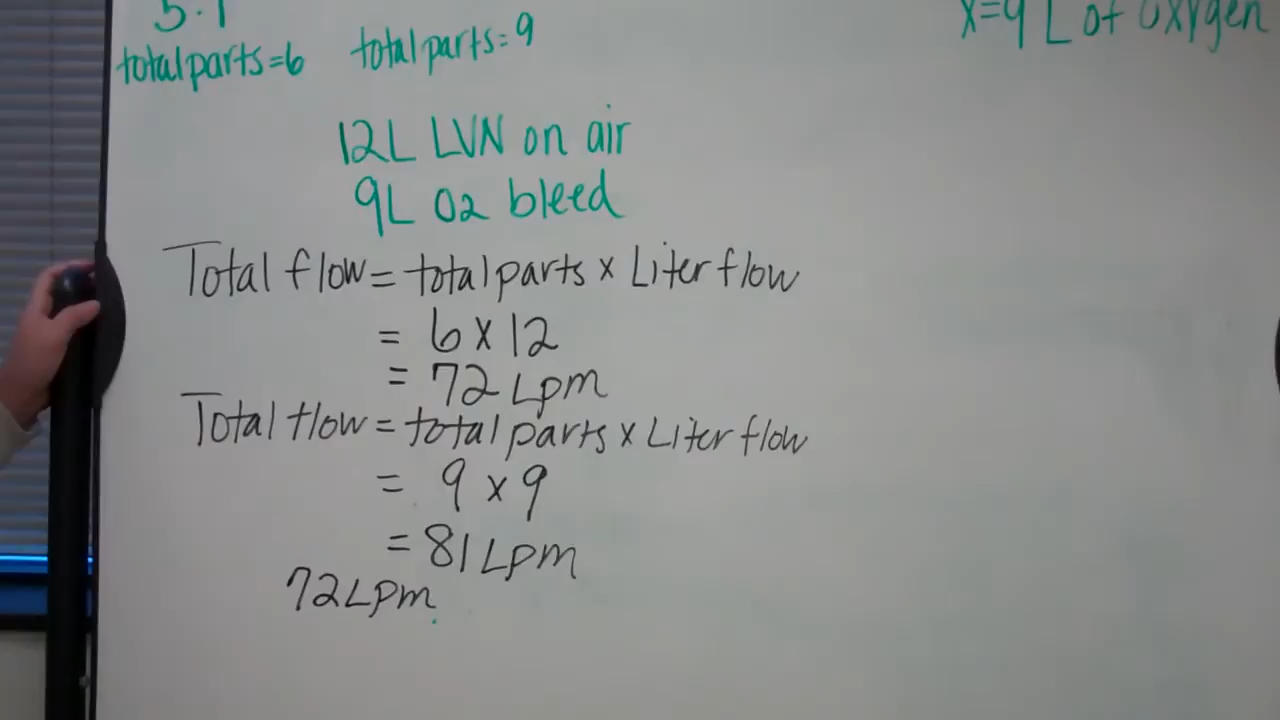 5:1
total parts=6 total parts=9
x=9 L of Oxygen
12L LVN on air
9L O2 bleed
Total flow = total parts x Liter flow
= 6 x 12
= 72 Lpm
Total flow = total parts x Liter flow
= 9 x 9
= 81 Lpm
72 Lpm